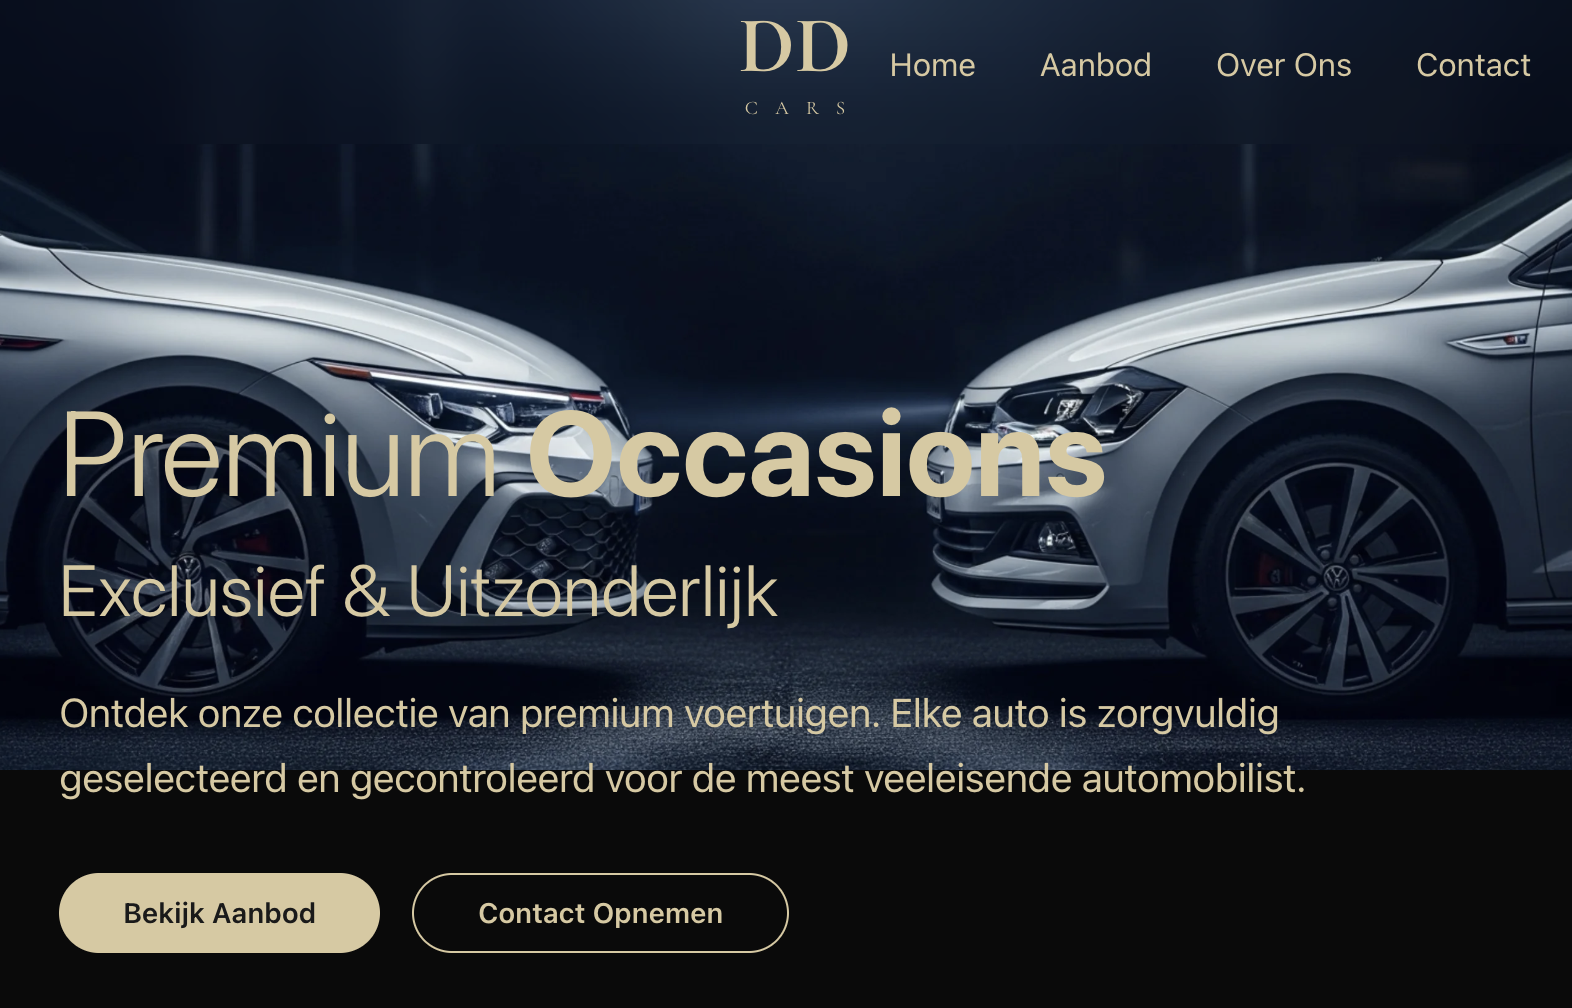 DD
CARS
Home
Aanbod
Over Ons
Contact
Premium Occasions
Exclusief & Uitzonderlijk
Ontdek onze collectie van premium voertuigen. Elke auto is zorgvuldig
geselecteerd en gecontroleerd voor de meest veeleisende automobilist.
Bekijk Aanbod
Contact Opnemen